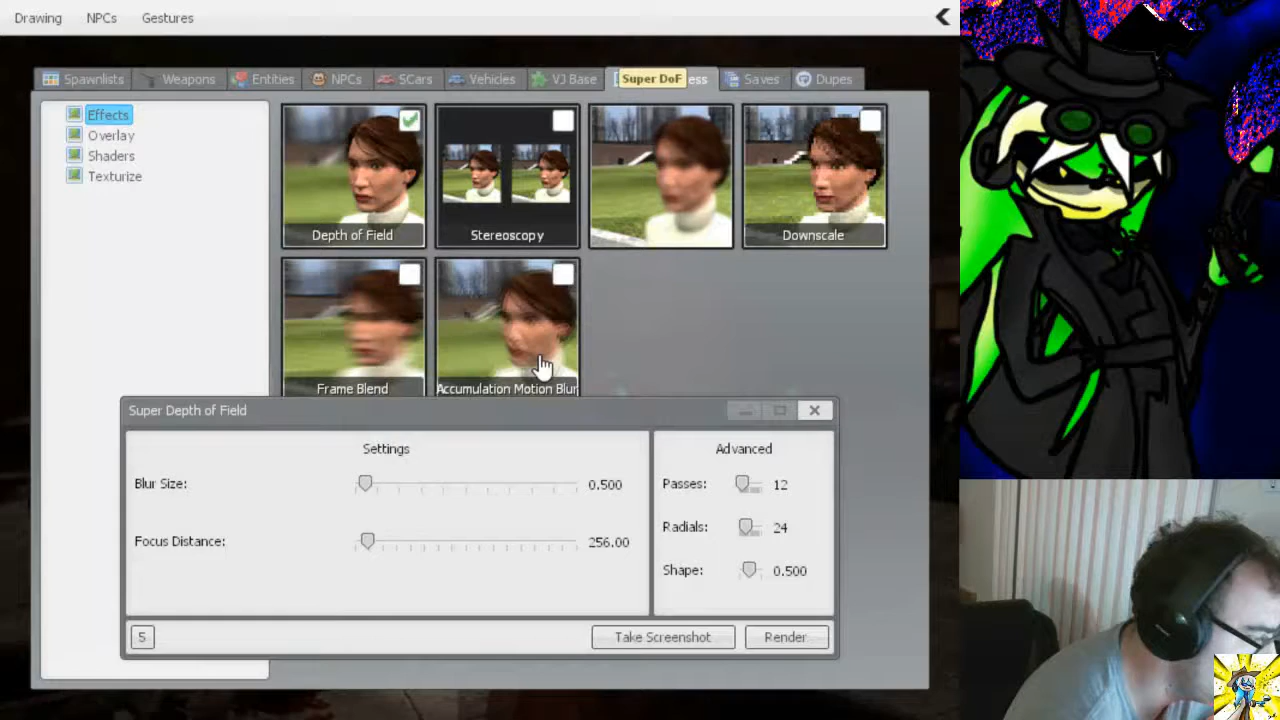 Drawing NPCs Gestures
Spawnlists Weapons Entities NPCs SCars Vehicles VJ Base Super DoF ess Saves Dupes
Effects
Overlay
Shaders
Texturize
Depth of Field Stereoscopy Downscale
Frame Blend Accumulation Motion Blur
Super Depth of Field
Settings Advanced
Blur Size: 0.500 Passes: 12
Radials: 24
Focus Distance: 256.00
Shape: 0.500
5 Take Screenshot Render